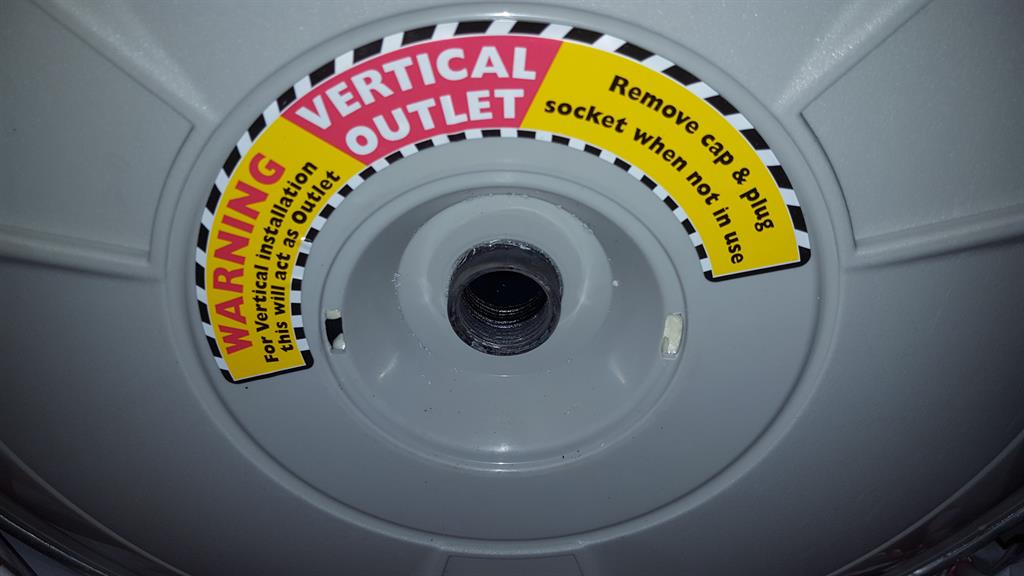 WARNING
For Vertical installation
this will act as Outlet
VERTICAL
OUTLET
Remove cap & plug
socket when not in use